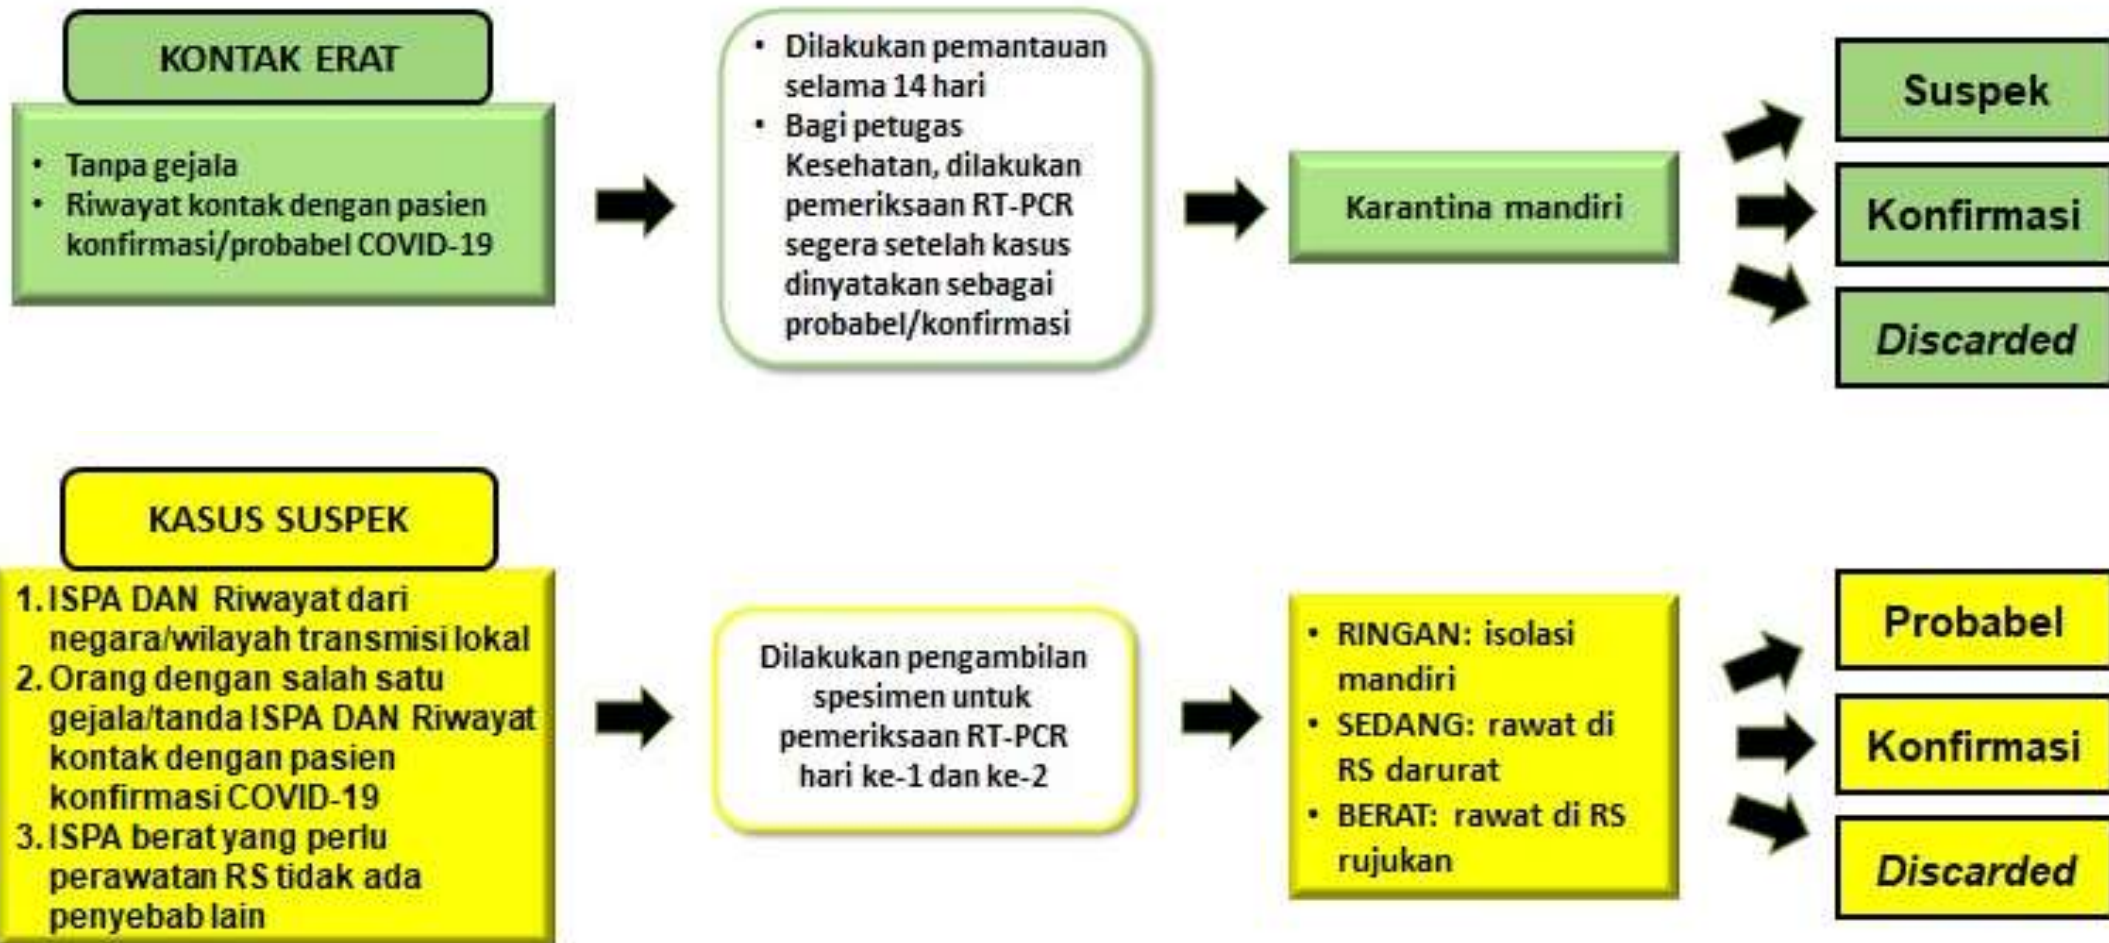 KONTAK ERAT
• Tanpa gejala
• Riwayat kontak dengan pasien
konfirmasi/probabel COVID-19
• Dilakukan pemantauan
selama 14 hari
• Bagi petugas
Kesehatan, dilakukan
pemeriksaan RT-PCR
segera setelah kasus
dinyatakan sebagai
probabel/konfirmasi
Karantina mandiri
Suspek
Konfirmasi
Discarded
KASUS SUSPEK
1. ISPA DAN Riwayat dari
negara/wilayah transmisi lokal
2. Orang dengan salah satu
gejala/tanda ISPA DAN Riwayat
kontak dengan pasien
konfirmasi COVID-19
3. ISPA berat yang perlu
perawatan RS tidak ada
penyebab lain
Dilakukan pengambilan
spesimen untuk
pemeriksaan RT-PCR
hari ke-1 dan ke-2
• RINGAN: isolasi
mandiri
• SEDANG: rawat di
RS darurat
• BERAT: rawat di RS
rujukan
Probabel
Konfirmasi
Discarded